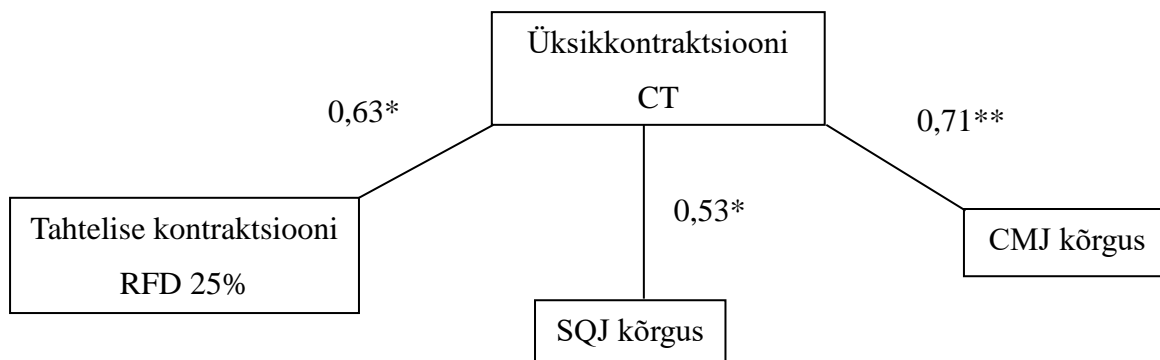 Üksikkontraktsiooni
CT
0,63*
0,71**
0,53*
Tahtelise kontraktsiooni
RFD 25%
CMJ kõrgus
SQJ kõrgus